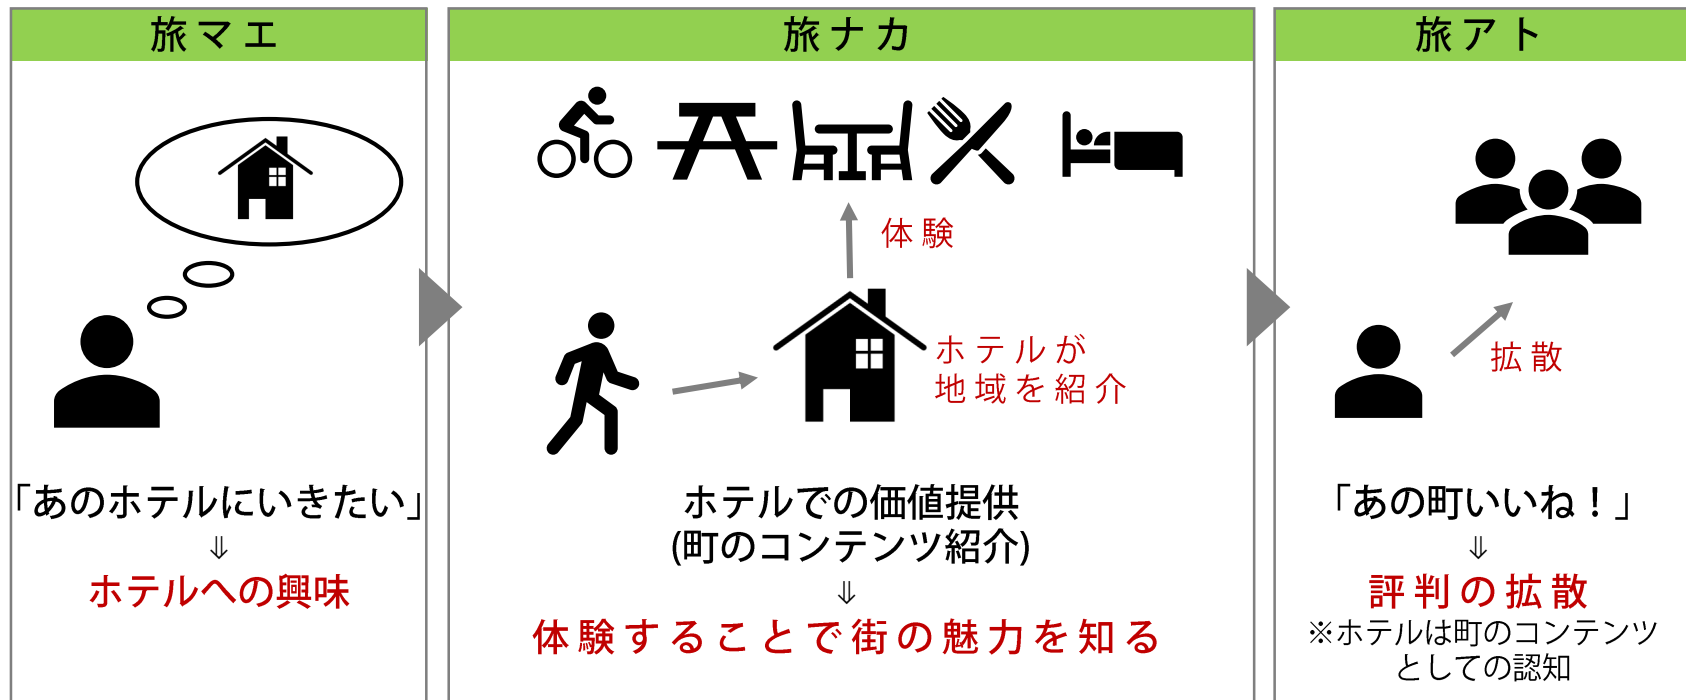 旅マエ
「あのホテルにいきたい」
⇓
ホテルへの興味
旅ナカ
体験
ホテルが
地域を紹介
ホテルでの価値提供
(町のコンテンツ紹介)
⇓
体験することで街の魅力を知る
旅アト
拡散
「あの町いいね！」
⇓
評判の拡散
※ホテルは町のコンテンツ
としての認知